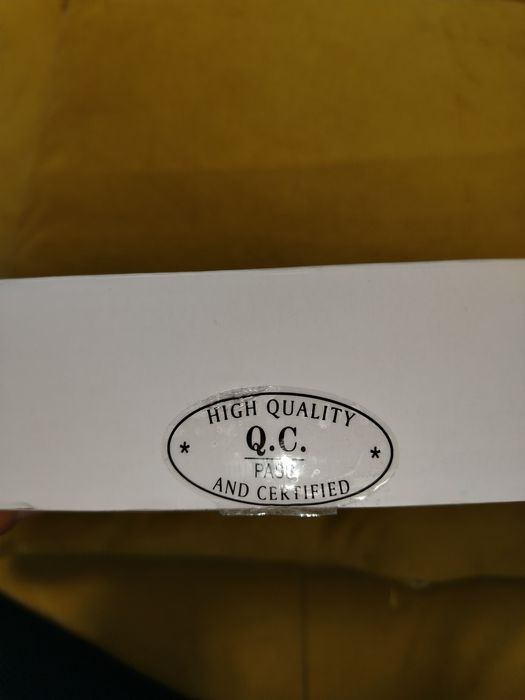 HIGH QUALITY
Q.C.
* *
PASS
AND CERTIFIED